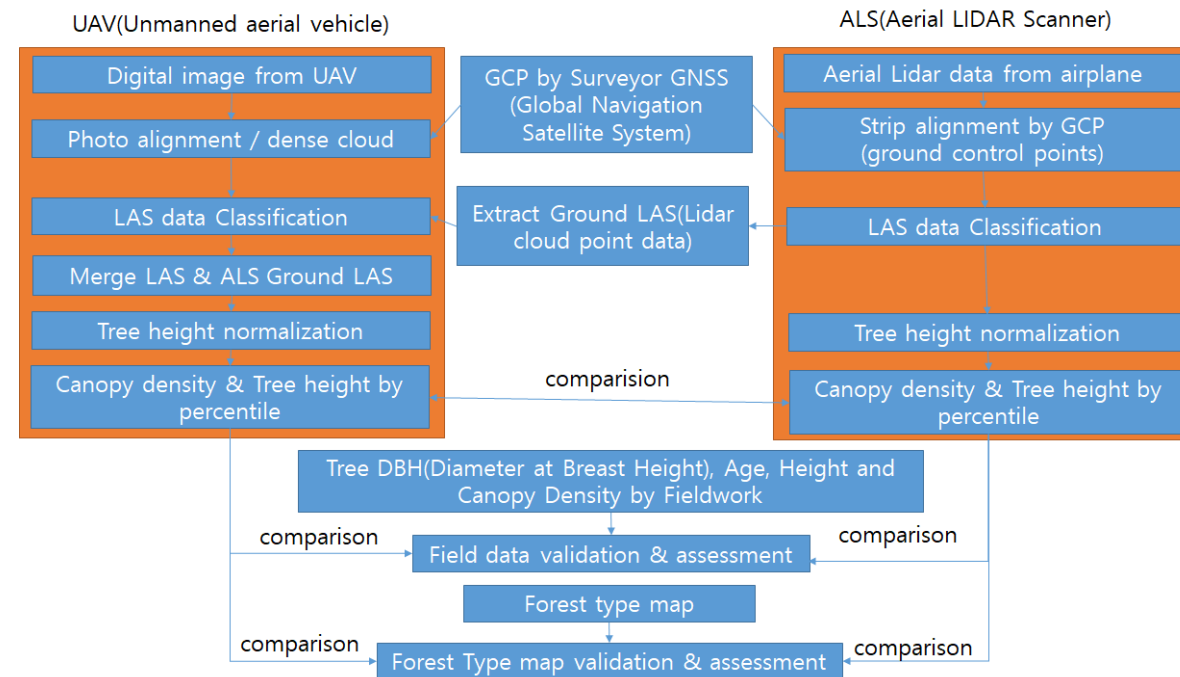 UAV(Unmanned aerial vehicle)
ALS(Aerial LIDAR Scanner)
Digital image from UAV
Photo alignment / dense cloud
LAS data Classification
Merge LAS & ALS Ground LAS
Tree height normalization
Canopy density & Tree height by
percentile
GCP by Surveyor GNSS
(Global Navigation
Satellite System)
Extract Ground LAS(Lidar
cloud point data)
Aerial Lidar data from airplane
Strip alignment by GCP
(ground control points)
LAS data Classification
Tree height normalization
Canopy density & Tree height by
percentile
comparision
Tree DBH(Diameter at Breast Height), Age, Height and
Canopy Density by Fieldwork
comparison
comparison
Field data validation & assessment
Forest type map
comparison
comparison
Forest Type map validation & assessment